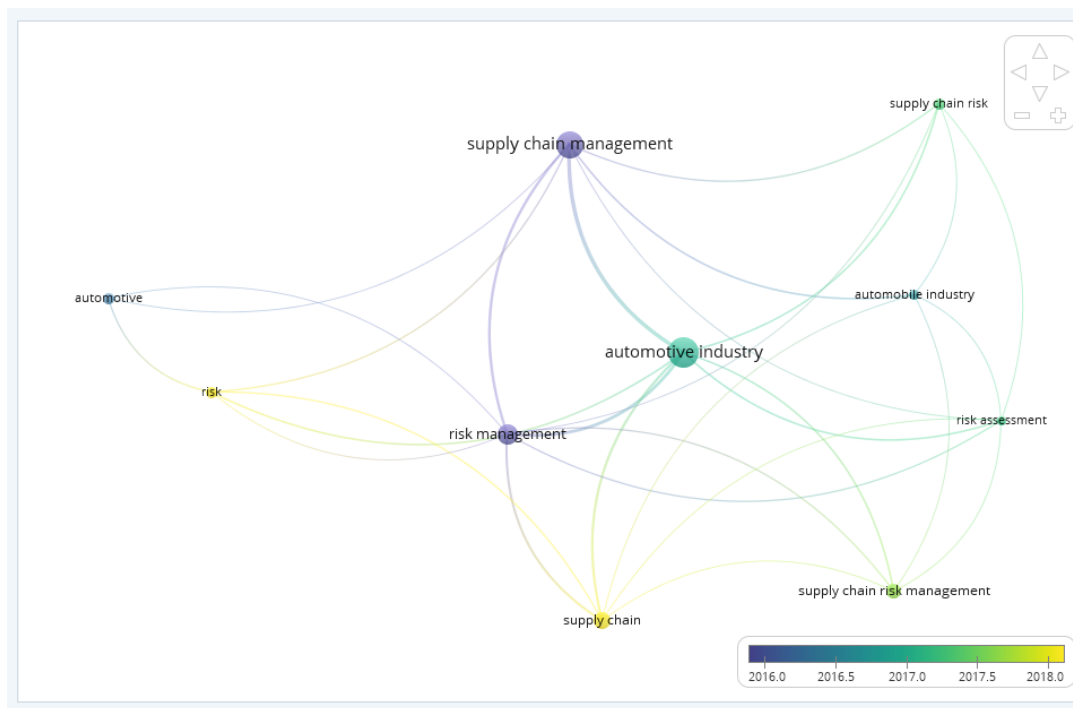 supply chain risk
supply chain management
automotive
automobile industry
automotive industry
risk
risk management
risk assessment
supply chain risk management
supply chain
2016.0 2016.5 2017.0 2017.5 2018.0